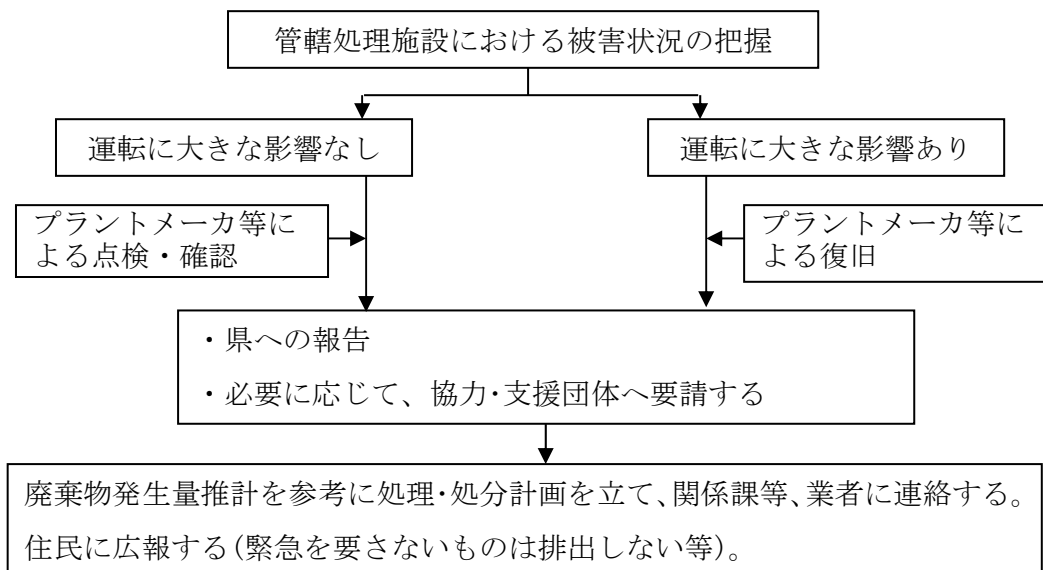 管轄処理施設における被害状況の把握
運転に大きな影響なし
運転に大きな影響あり
プラントメーカ等に
よる点検・確認
プラントメーカ等に
よる復旧
・県への報告
・必要に応じて、協力･支援団体へ要請する
廃棄物発生量推計を参考に処理･処分計画を立て、関係課等、業者に連絡する。
住民に広報する(緊急を要さないものは排出しない等)。